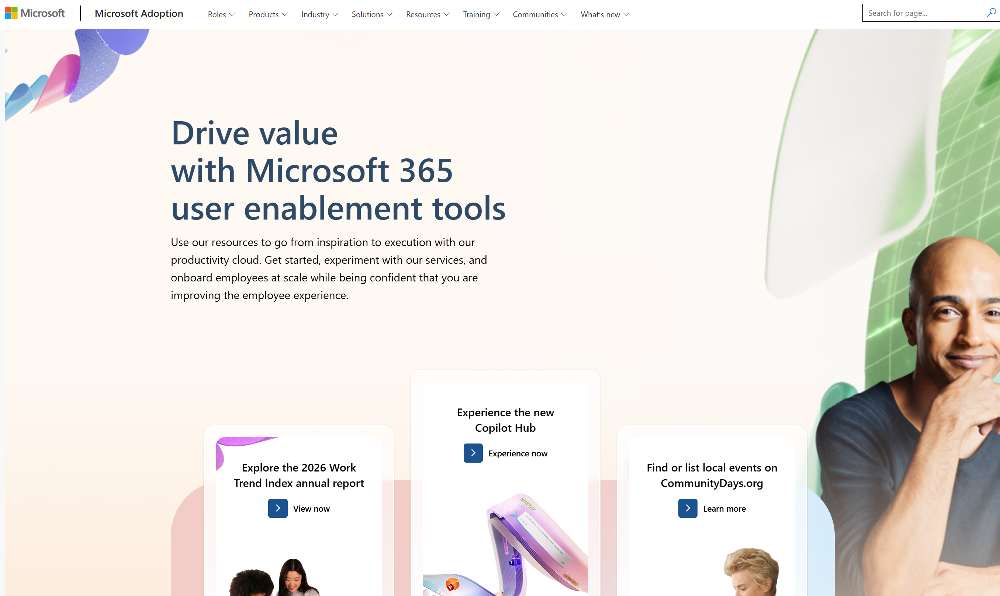 Microsoft
Microsoft Adoption
Roles
Products
Industry
Solutions
Resources
Training
Communities
What's new
Search for page...
Drive value
with Microsoft 365
user enablement tools
Use our resources to go from inspiration to execution with our
productivity cloud. Get started, experiment with our services, and
onboard employees at scale while being confident that you are
improving the employee experience.
Explore the 2026 Work
Trend Index annual report
View now
Experience the new
Copilot Hub
Experience now
Find or list local events on
CommunityDays.org
Learn more